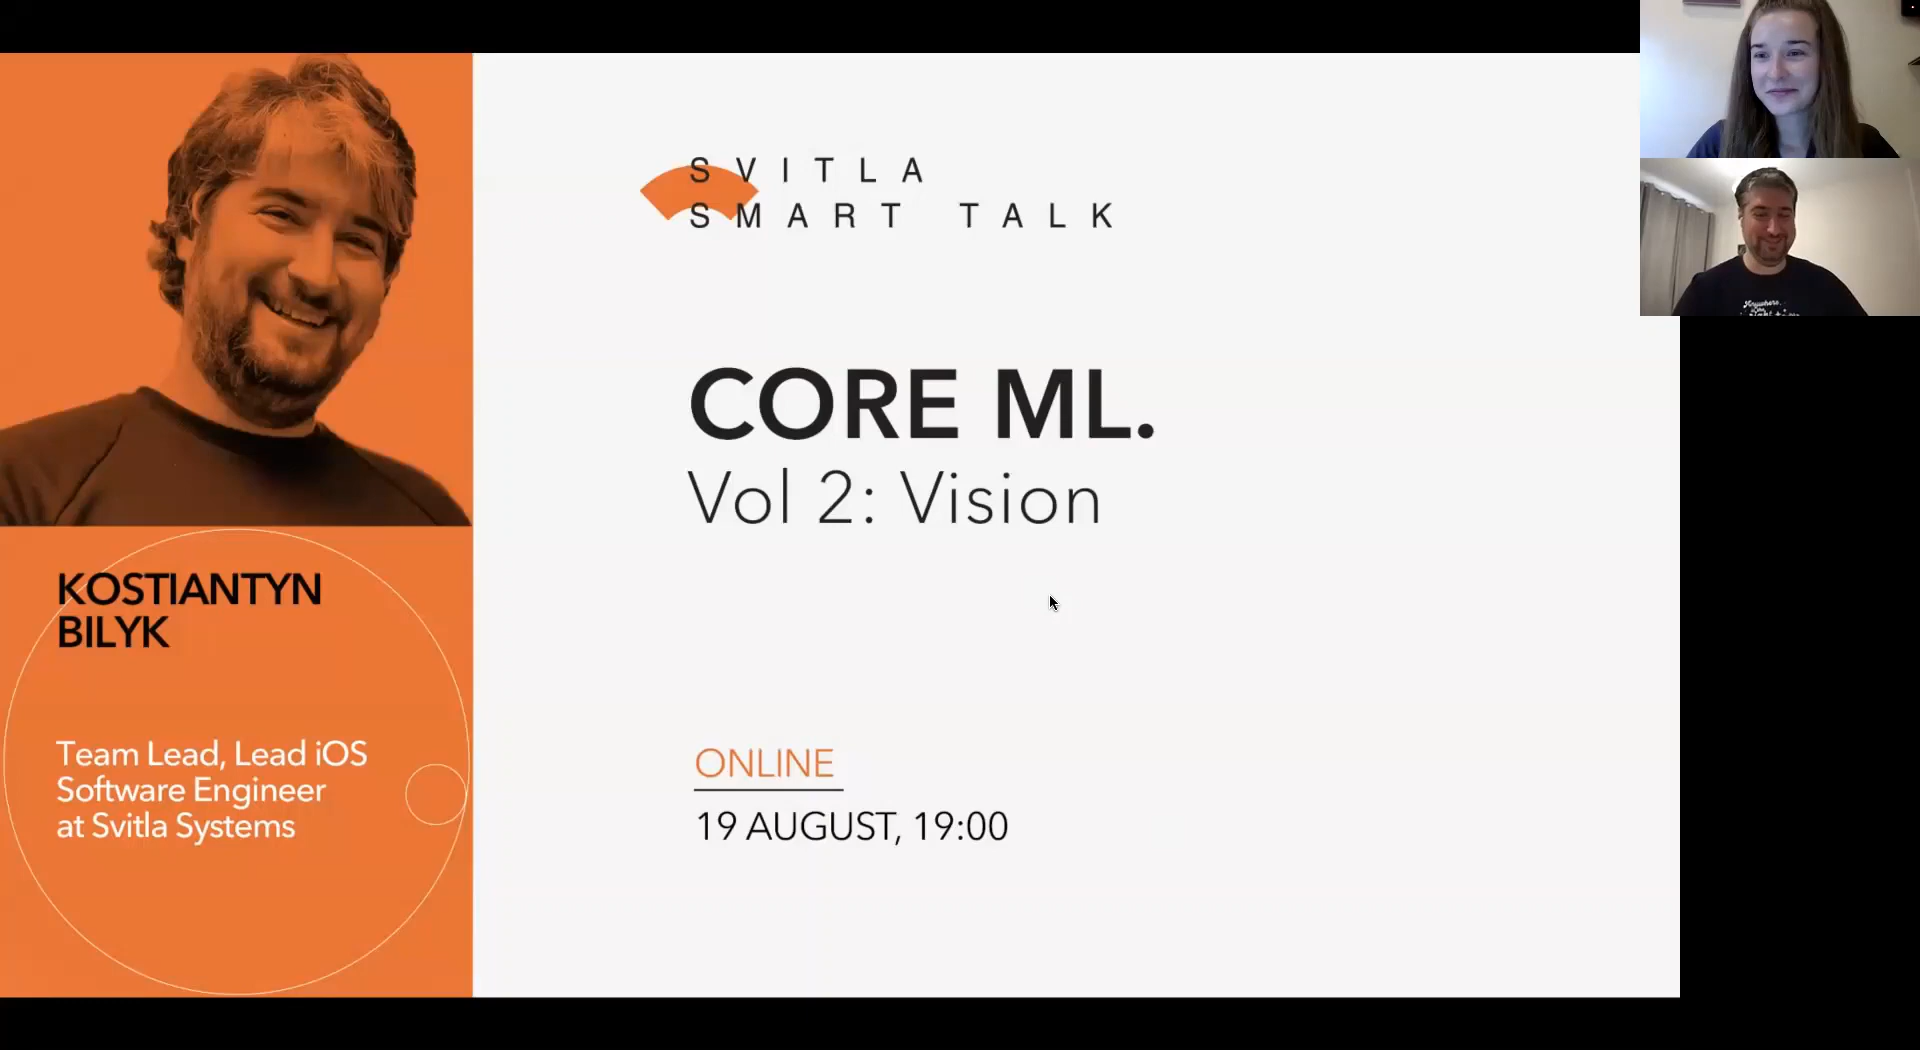 SVITLA
SMART TALK
CORE ML.
Vol 2: Vision
KOSTIANTYN
BILYK
Team Lead, Lead iOS
Software Engineer
at Svitla Systems
ONLINE
19 AUGUST, 19:00
Anywhere